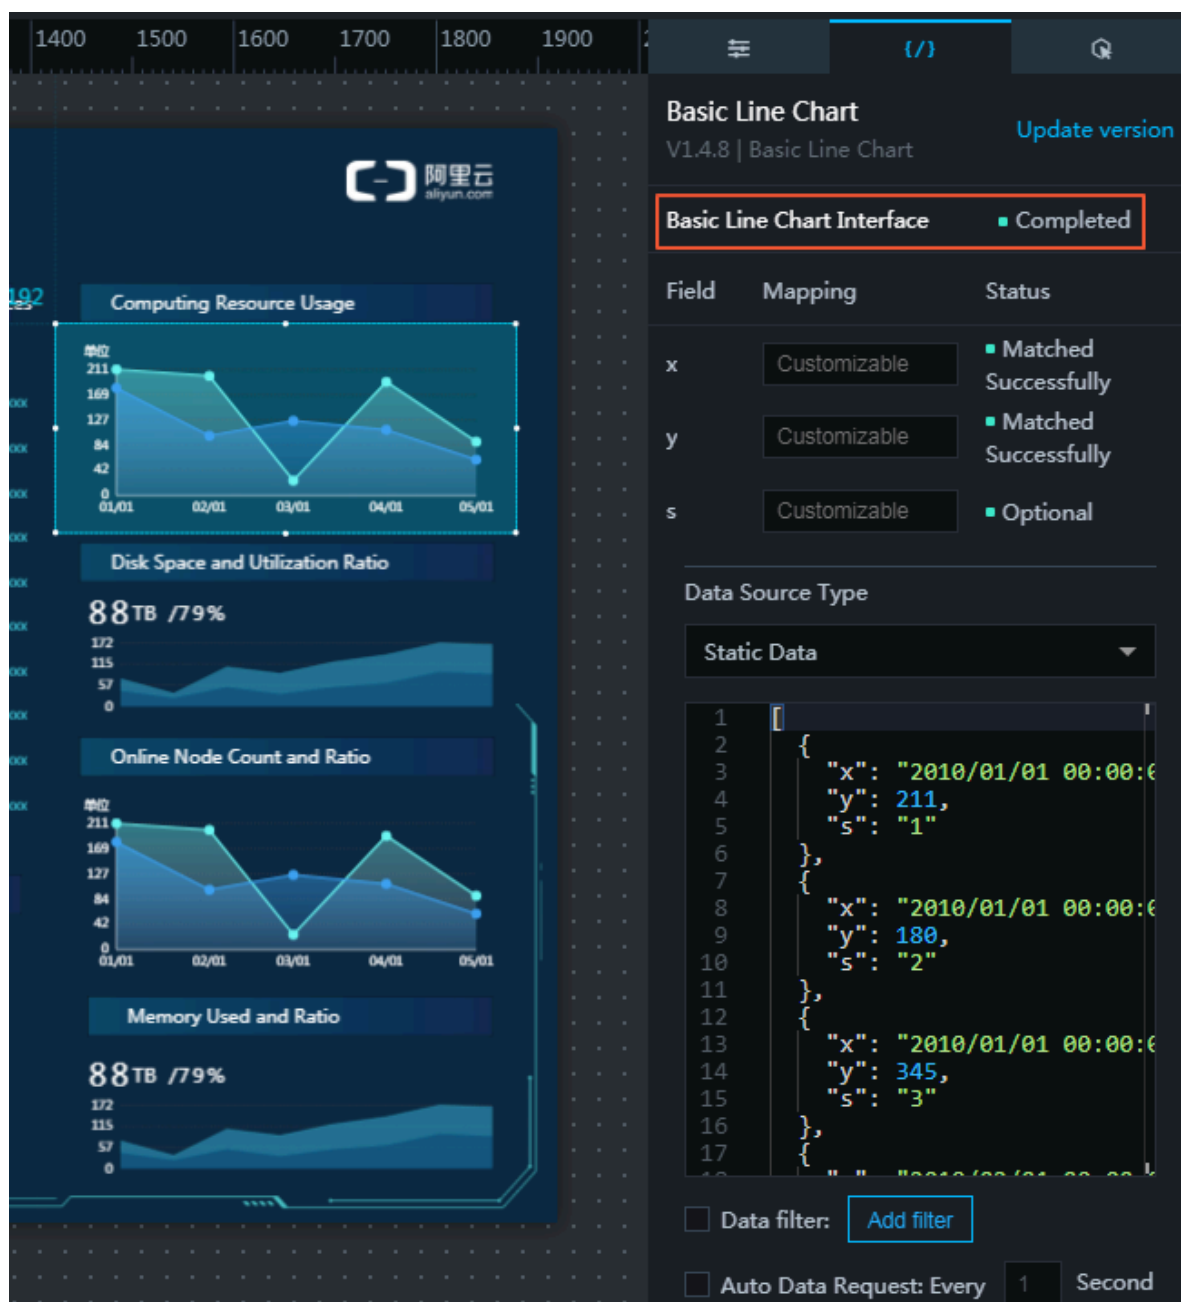 1400 1500 1600 1700 1800 1900
{/}
Basic Line Chart
Update version
V1.4.8 | Basic Line Chart
Basic Line Chart Interface
Completed
Field Mapping Status
x Customizable Matched
Successfully
y Customizable Matched
Successfully
s Customizable Optional
Data Source Type
Static Data
1 [
2 {
3 "x": "2010/01/01 00:00:0
4 "y": 211,
5 "s": "1"
6 },
7 {
8 "x": "2010/01/01 00:00:0
9 "y": 180,
10 "s": "2"
11 },
12 {
13 "x": "2010/01/01 00:00:0
14 "y": 345,
15 "s": "3"
16 },
17 {
Data filter: Add filter
Auto Data Request: Every 1 Second
阿里云
aliyun.com
192
Computing Resource Usage
单位
211
169
127
84
42
0
01/01 02/01 03/01 04/01 05/01
Disk Space and Utilization Ratio
88TB /79%
172
115
57
0
Online Node Count and Ratio
单位
211
169
127
84
42
0
01/01 02/01 03/01 04/01 05/01
Memory Used and Ratio
88TB /79%
172
115
57
0